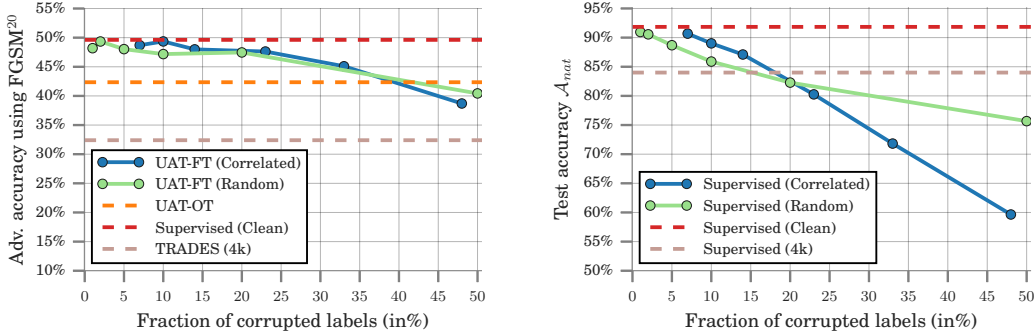 Adv. accuracy using FGSM²⁰
55%
50%
45%
40%
35%
30%
25%
20%
15%
10%
UAT-FT (Correlated)
UAT-FT (Random)
UAT-OT
Supervised (Clean)
TRADES (4k)
0 5 10 15 20 25 30 35 40 45 50
Fraction of corrupted labels (in%)
Test accuracy 𝒜nat
95%
90%
85%
80%
75%
70%
65%
60%
55%
50%
Supervised (Correlated)
Supervised (Random)
Supervised (Clean)
Supervised (4k)
0 5 10 15 20 25 30 35 40 45 50
Fraction of corrupted labels (in%)